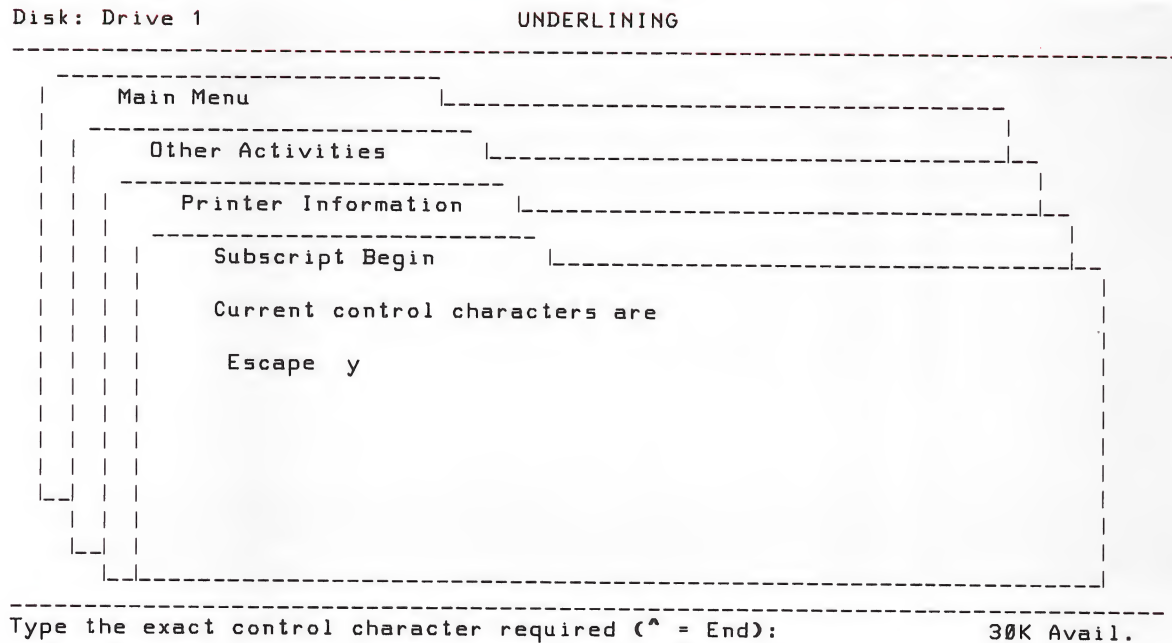 Disk: Drive 1 UNDERLINING
Main Menu
Other Activities
Printer Information
Subscript Begin
Current control characters are
Escape y
Type the exact control character required (^ = End): 30K Avail.